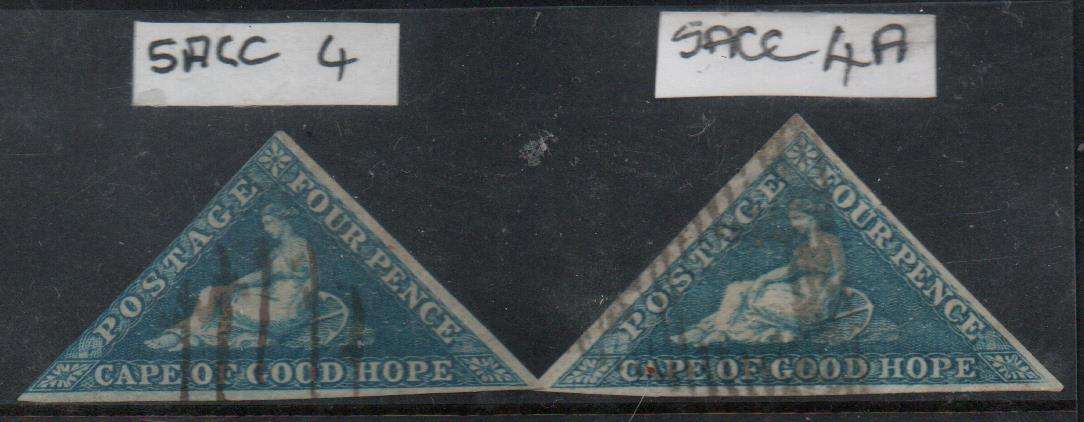 SACC 4
SACC 4A
POSTAGE
FOUR PENCE
CAPE OF GOOD HOPE
POSTAGE
FOUR PENCE
CAPE OF GOOD HOPE